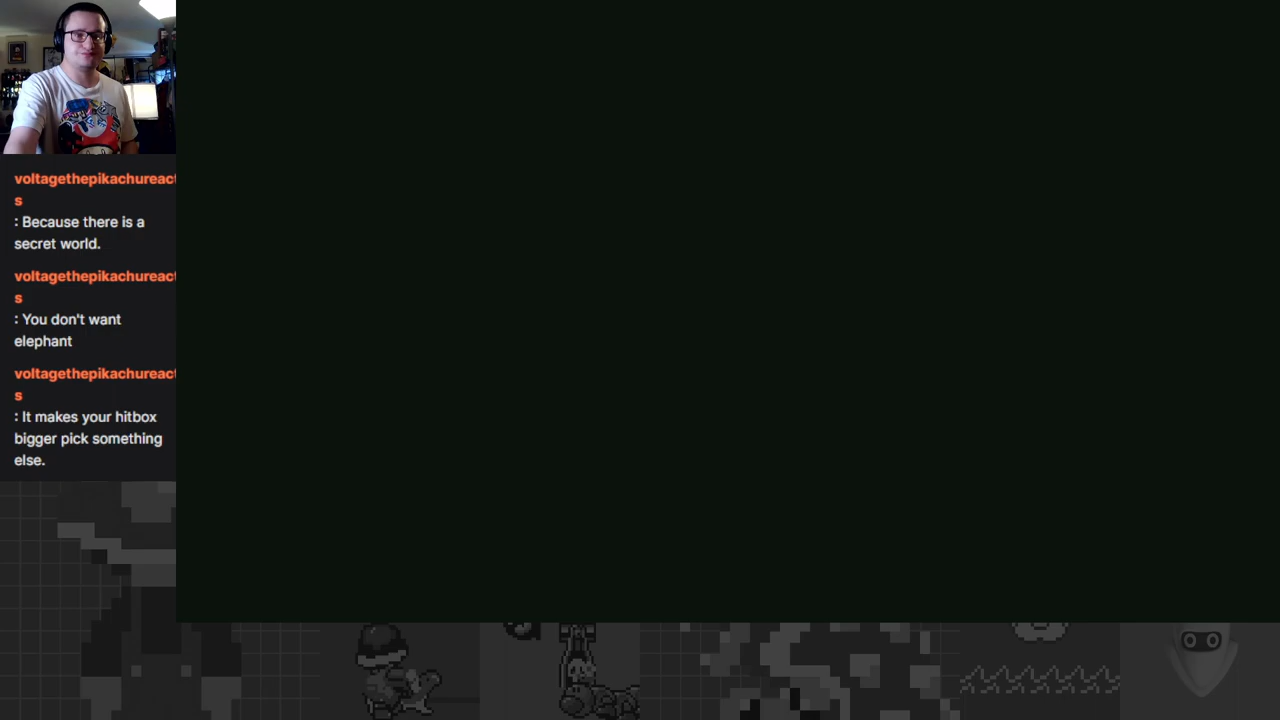 voltagethepikachureact
s
: Because there is a
secret world.
voltagethepikachureact
s
: You don't want
elephant
voltagethepikachureact
s
: It makes your hitbox
bigger pick something
else.